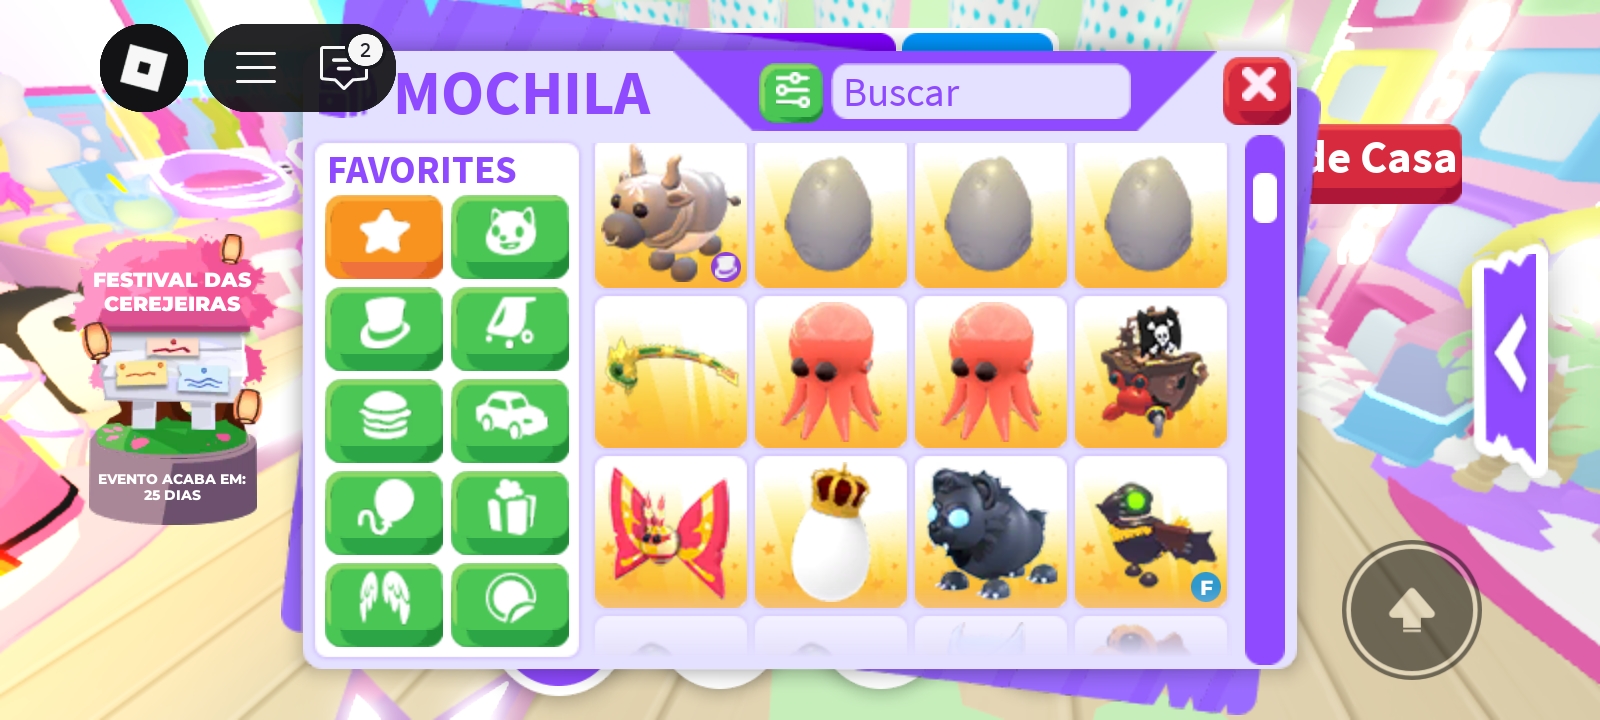 2
MOCHILA
Buscar
FAVORITES
de Casa
FESTIVAL DAS
CEREJEIRAS
EVENTO ACABA EM:
25 DIAS
F